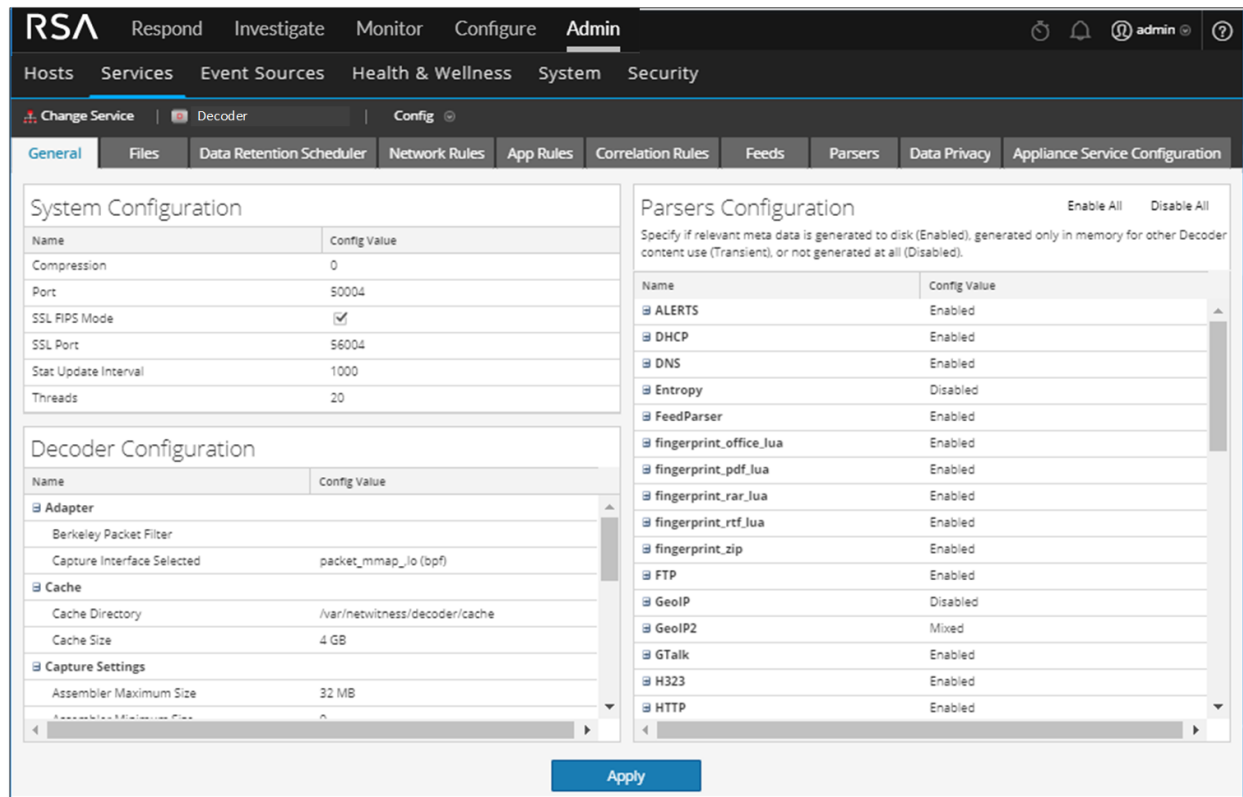 RSA Respond Investigate Monitor Configure Admin admin
Hosts Services Event Sources Health & Wellness System Security
Change Service | Decoder | Config
General Files Data Retention Scheduler Network Rules App Rules Correlation Rules Feeds Parsers Data Privacy Appliance Service Configuration
System Configuration
Name Config Value
Compression 0
Port 50004
SSL FIPS Mode
SSL Port 56004
Stat Update Interval 1000
Threads 20
Decoder Configuration
Name Config Value
Adapter
Berkeley Packet Filter
Capture Interface Selected packet_mmap_,lo (bpf)
Cache
Cache Directory /var/netwitness/decoder/cache
Cache Size 4 GB
Capture Settings
Assembler Maximum Size 32 MB
Assembler Minimum Size 0
Parsers Configuration Enable All Disable All
Specify if relevant meta data is generated to disk (Enabled), generated only in memory for other Decoder
content use (Transient), or not generated at all (Disabled).
Name Config Value
ALERTS Enabled
DHCP Enabled
DNS Enabled
Entropy Disabled
FeedParser Enabled
fingerprint_office_lua Enabled
fingerprint_pdf_lua Enabled
fingerprint_rar_lua Enabled
fingerprint_rtf_lua Enabled
fingerprint_zip Enabled
FTP Enabled
GeoIP Disabled
GeoIP2 Mixed
GTalk Enabled
H323 Enabled
HTTP Enabled
Apply